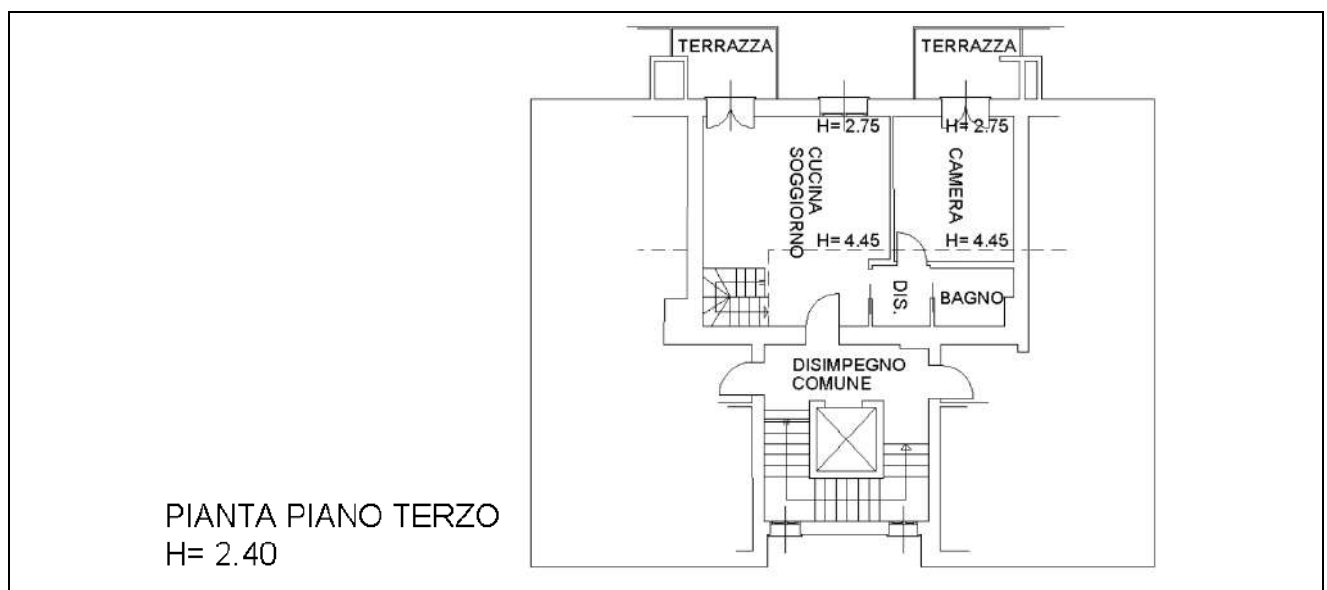 TERRAZZA
TERRAZZA
H= 2.75
H= 2.75
CUCINA
SOGGIORNO
CAMERA
H= 4.45
H= 4.45
DIS.
BAGNO
DISIMPEGNO
COMUNE
PIANTA PIANO TERZO
H= 2.40